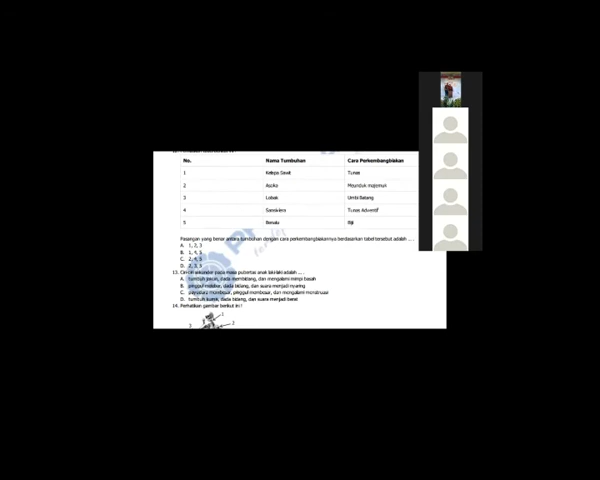 No. Nama Tumbuhan Cara Perkembangbiakan
1 Kelapa Sawit Tunas
2 Asoka Merunduk majemuk
3 Lobak Umbi Batang
4 Sansiviera Tunas Adventif
5 Benalu Biji
Pasangan yang benar antara tumbuhan dengan cara perkembangbiakannya berdasarkan tabel tersebut adalah ....
A. 1, 2, 3
B. 1, 4, 5
C. 2, 4, 5
D. 2, 3, 5
13. Ciri-ciri sekunder pada masa pubertas anak laki-laki adalah ....
A. tumbuh jakun, dada membidang, dan mengalami mimpi basah
B. pinggul melebar, dada bidang, dan suara menjadi nyaring
C. payudara membesar, pinggul membesar, dan mengalami menstruasi
D. tumbuh kumis, dada bidang, dan suara menjadi berat
14. Perhatikan gambar berikut ini!
1
3 2